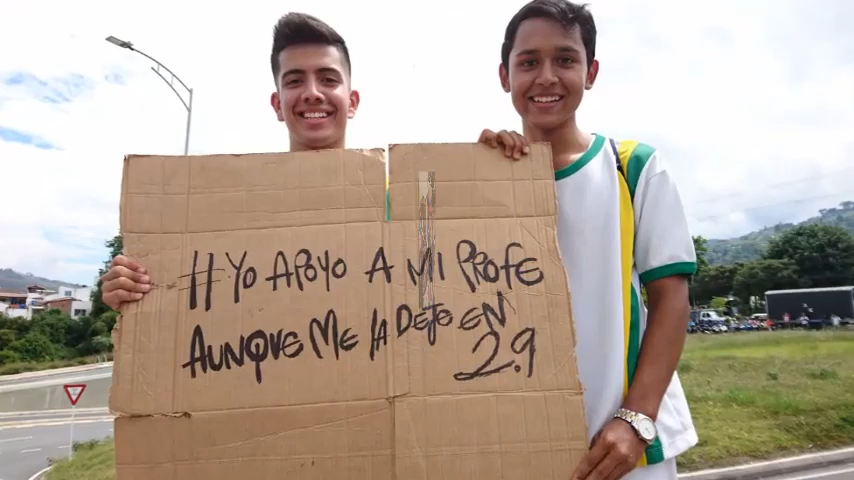 #YO APOYO A MI PROFE
AUNQUE ME LA DEJE EN
2.9